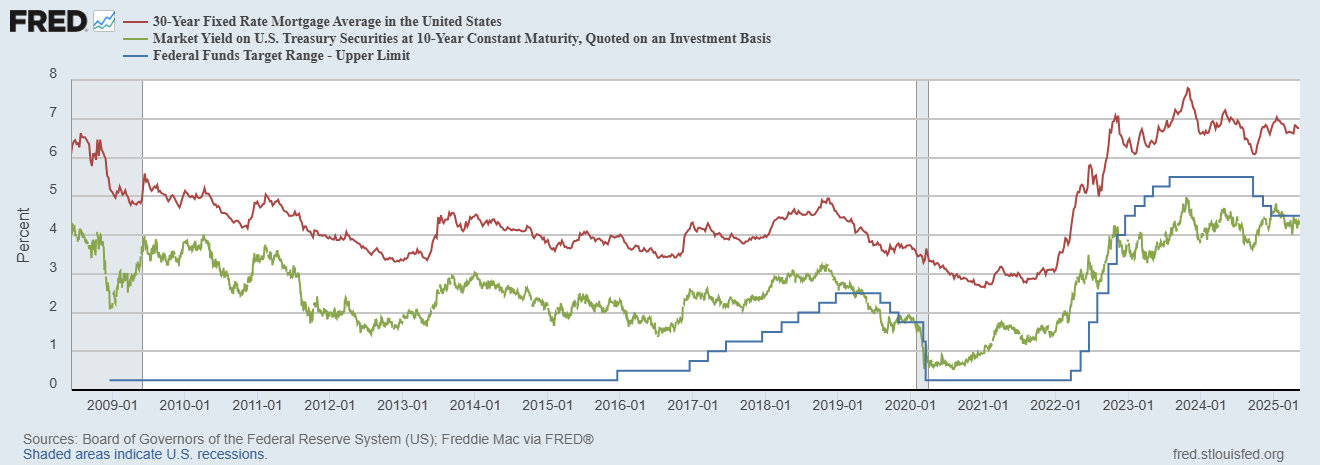 FRED
30-Year Fixed Rate Mortgage Average in the United States
Market Yield on U.S. Treasury Securities at 10-Year Constant Maturity, Quoted on an Investment Basis
Federal Funds Target Range - Upper Limit
Percent
8
7
6
5
4
3
2
1
0
2009-01 2010-01 2011-01 2012-01 2013-01 2014-01 2015-01 2016-01 2017-01 2018-01 2019-01 2020-01 2021-01 2022-01 2023-01 2024-01 2025-01
Sources: Board of Governors of the Federal Reserve System (US); Freddie Mac via FRED®
Shaded areas indicate U.S. recessions.
fred.stlouisfed.org